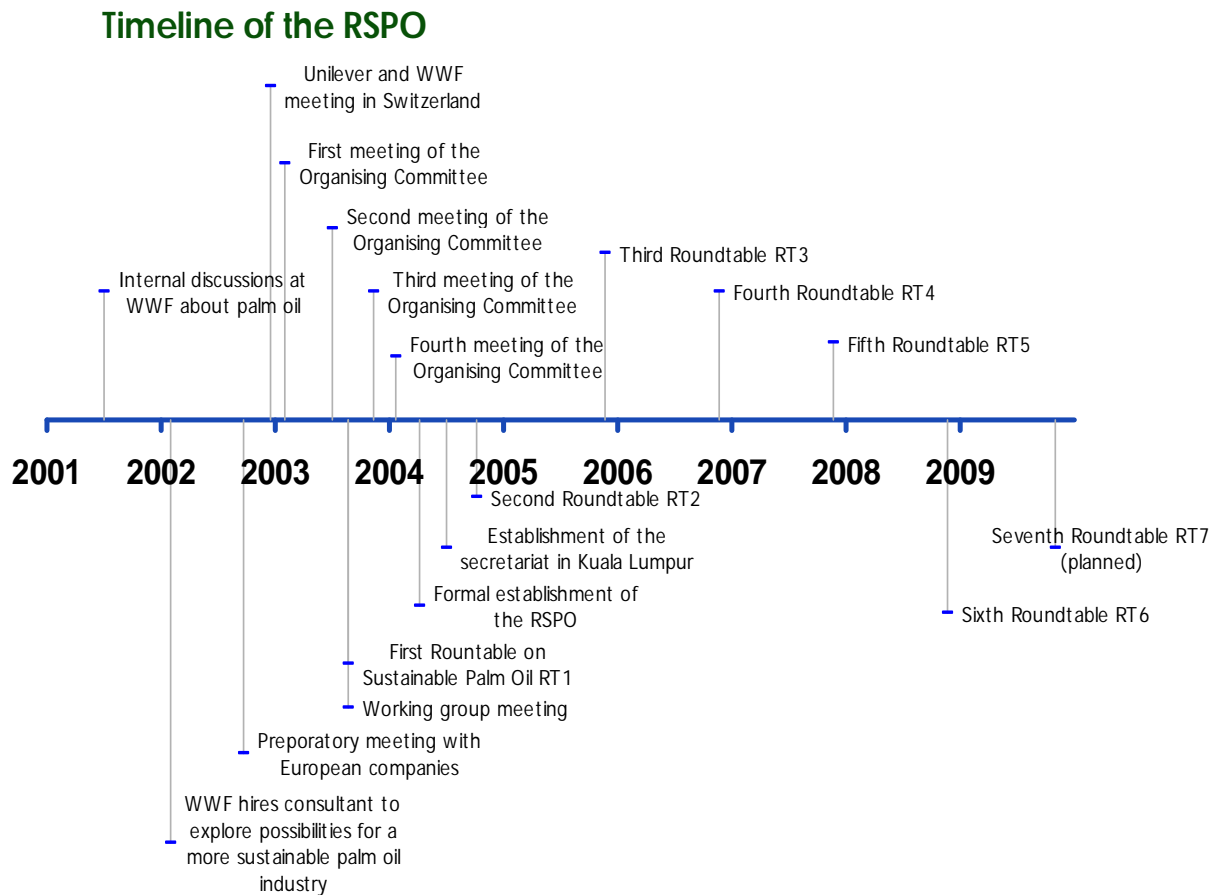 Timeline of the RSPO
Unilever and WWF
meeting in Switzerland
First meeting of the
Organising Committee
Second meeting of the
Organising Committee
Third Roundtable RT3
Internal discussions at
WWF about palm oil
Third meeting of the
Organising Committee
Fourth Roundtable RT4
Fourth meeting of the
Organising Committee
Fifth Roundtable RT5
2001 2002 2003 2004 2005 2006 2007 2008 2009
Second Roundtable RT2
Establishment of the
secretariat in Kuala Lumpur
Seventh Roundtable RT7
(planned)
Formal establishment of
the RSPO
Sixth Roundtable RT6
First Rountable on
Sustainable Palm Oil RT1
Working group meeting
Preporatory meeting with
European companies
WWF hires consultant to
explore possibilities for a
more sustainable palm oil
industry